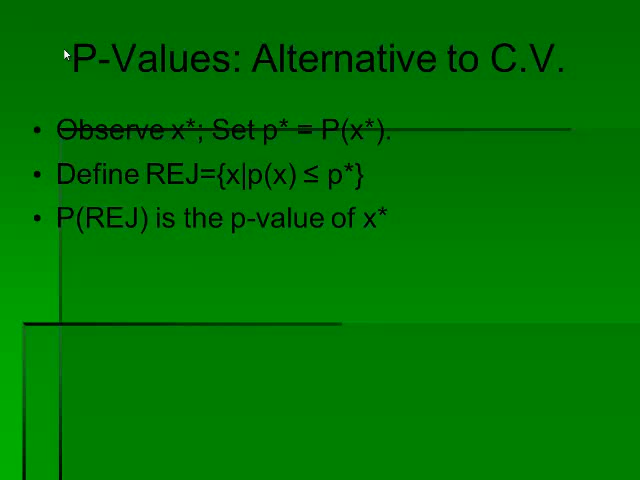 P-Values: Alternative to C.V.
• Observe x*; Set p* = P(x*).
• Define REJ={x|p(x) ≤ p*}
• P(REJ) is the p-value of x*